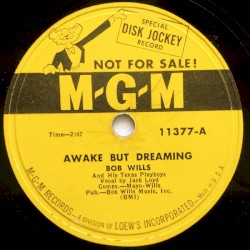 SPECIAL
DISK JOCKEY
RECORD
NOT FOR SALE!
M-G-M
Time—2:42
11377-A
AWAKE BUT DREAMING
BOB WILLS
And His Texas Playboys
Vocal by Jack Loyd
Comps.—Mayo-Wills
Pub.—Bob Wills Music, Inc.
(BMI)
M-G-M RECORDS—A DIVISION OF LOEW'S INCORPORATED—
MADE IN U.S.A.